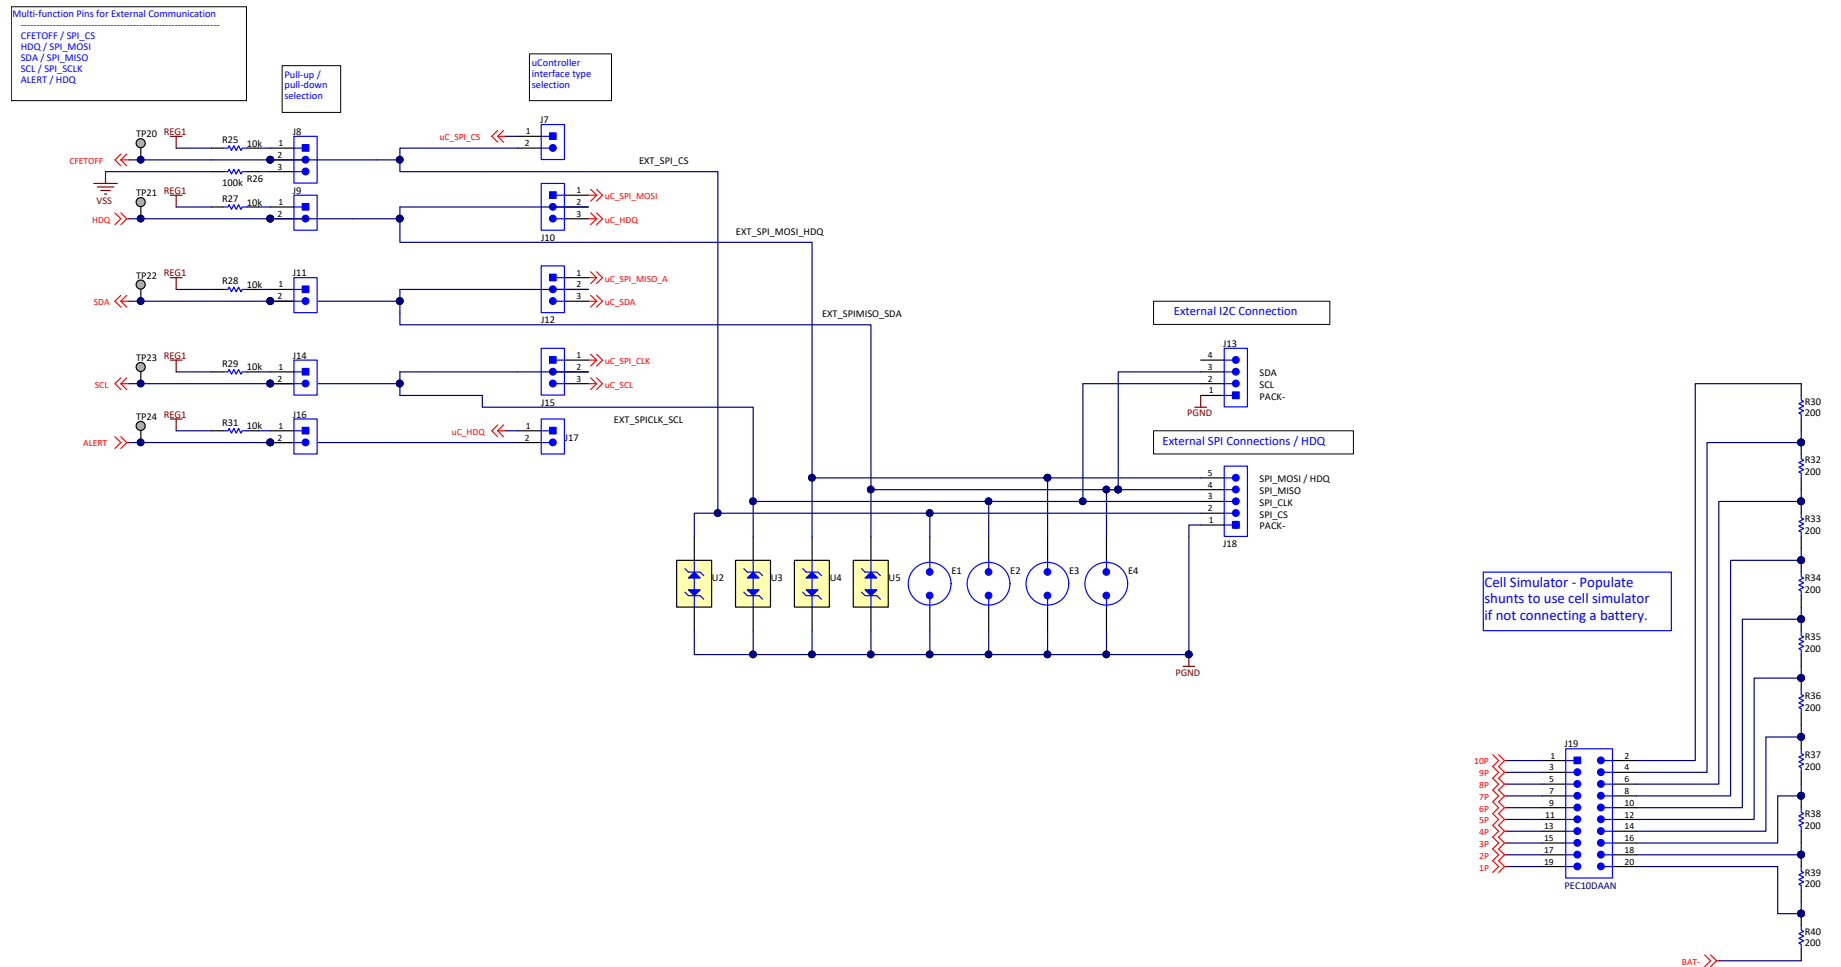 Multi-function Pins for External Communication
--------------------------------------------------------------------
CFETOFF / SPI_CS
HDQ / SPI_MOSI
SDA / SPI_MISO
SCL / SPI_SCLK
ALERT / HDQ
Pull-up /
pull-down
selection
uController
interface type
selection
TP20
REG1
R25
10k
J8
1
2
3
CFETOFF
100k
R26
VSS
uC_SPI_CS
J7
1
2
EXT_SPI_CS
TP21
REG1
R27
10k
J9
1
2
HDQ
1
2
3
uC_SPI_MOSI
uC_HDQ
J10
EXT_SPI_MOSI_HDQ
TP22
REG1
R28
10k
J11
1
2
SDA
1
2
3
uC_SPI_MISO_A
uC_SDA
J12
EXT_SPIMISO_SDA
TP23
REG1
R29
10k
J14
1
2
SCL
1
2
3
uC_SPI_CLK
uC_SCL
J15
EXT_SPICLK_SCL
TP24
REG1
R31
10k
J16
1
2
ALERT
uC_HDQ
1
2
J17
External I2C Connection
J13
4
3
2
1
SDA
SCL
PACK-
PGND
External SPI Connections / HDQ
5
4
3
2
1
SPI_MOSI / HDQ
SPI_MISO
SPI_CLK
SPI_CS
PACK-
J18
U2
U3
U4
U5
E1
E2
E3
E4
PGND
Cell Simulator - Populate
shunts to use cell simulator
if not connecting a battery.
R30
200
R32
200
R33
200
R34
200
R35
200
R36
200
R37
200
R38
200
R39
200
R40
200
J19
10P 1 2
9P 3 4
8P 5 6
7P 7 8
6P 9 10
5P 11 12
4P 13 14
3P 15 16
2P 17 18
1P 19 20
PEC10DAAN
BAT-